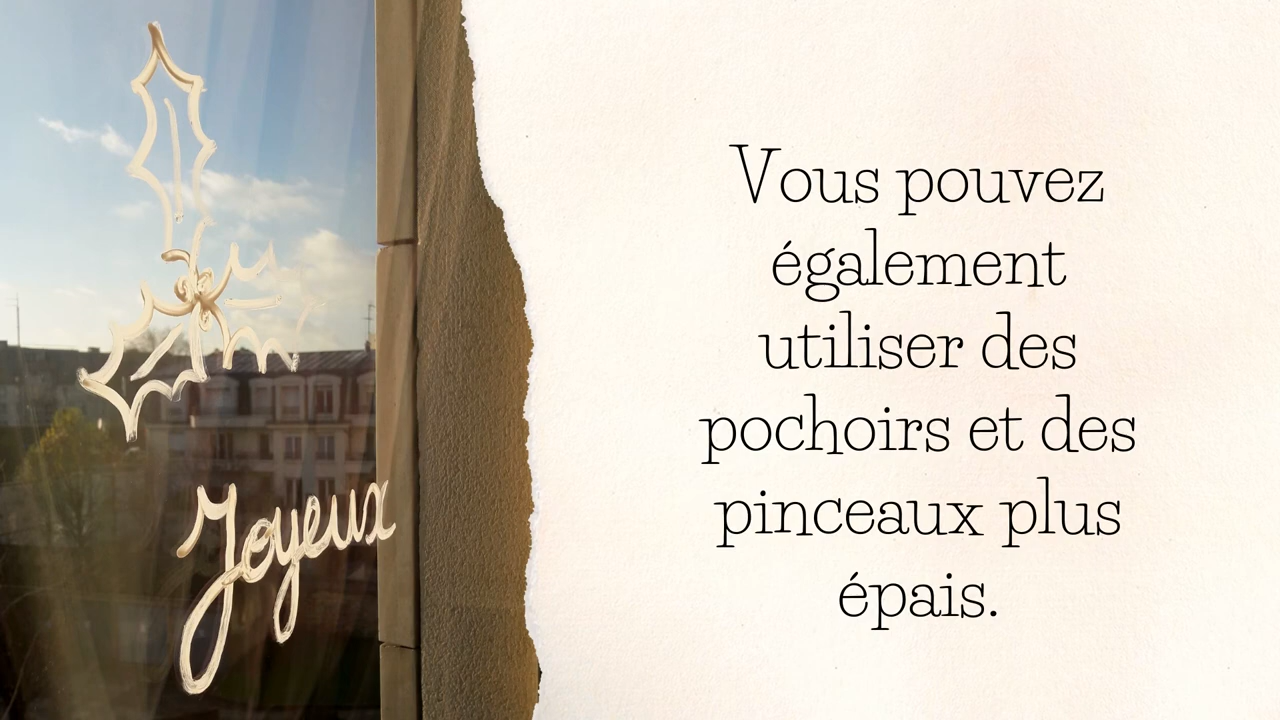 Joyeux
Vous pouvez
également
utiliser des
pochoirs et des
pinceaux plus
épais.